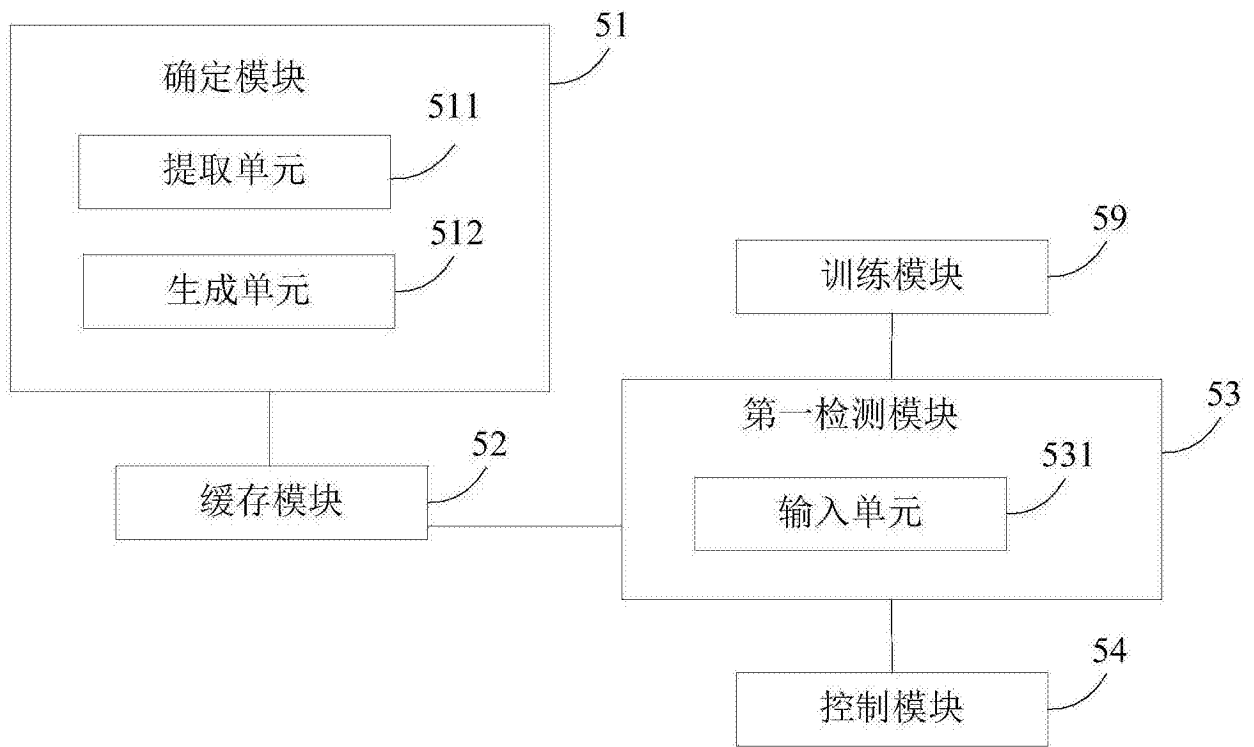 51
确定模块
511
提取单元
512
生成单元
59
训练模块
53
第一检测模块
52
缓存模块
531
输入单元
54
控制模块